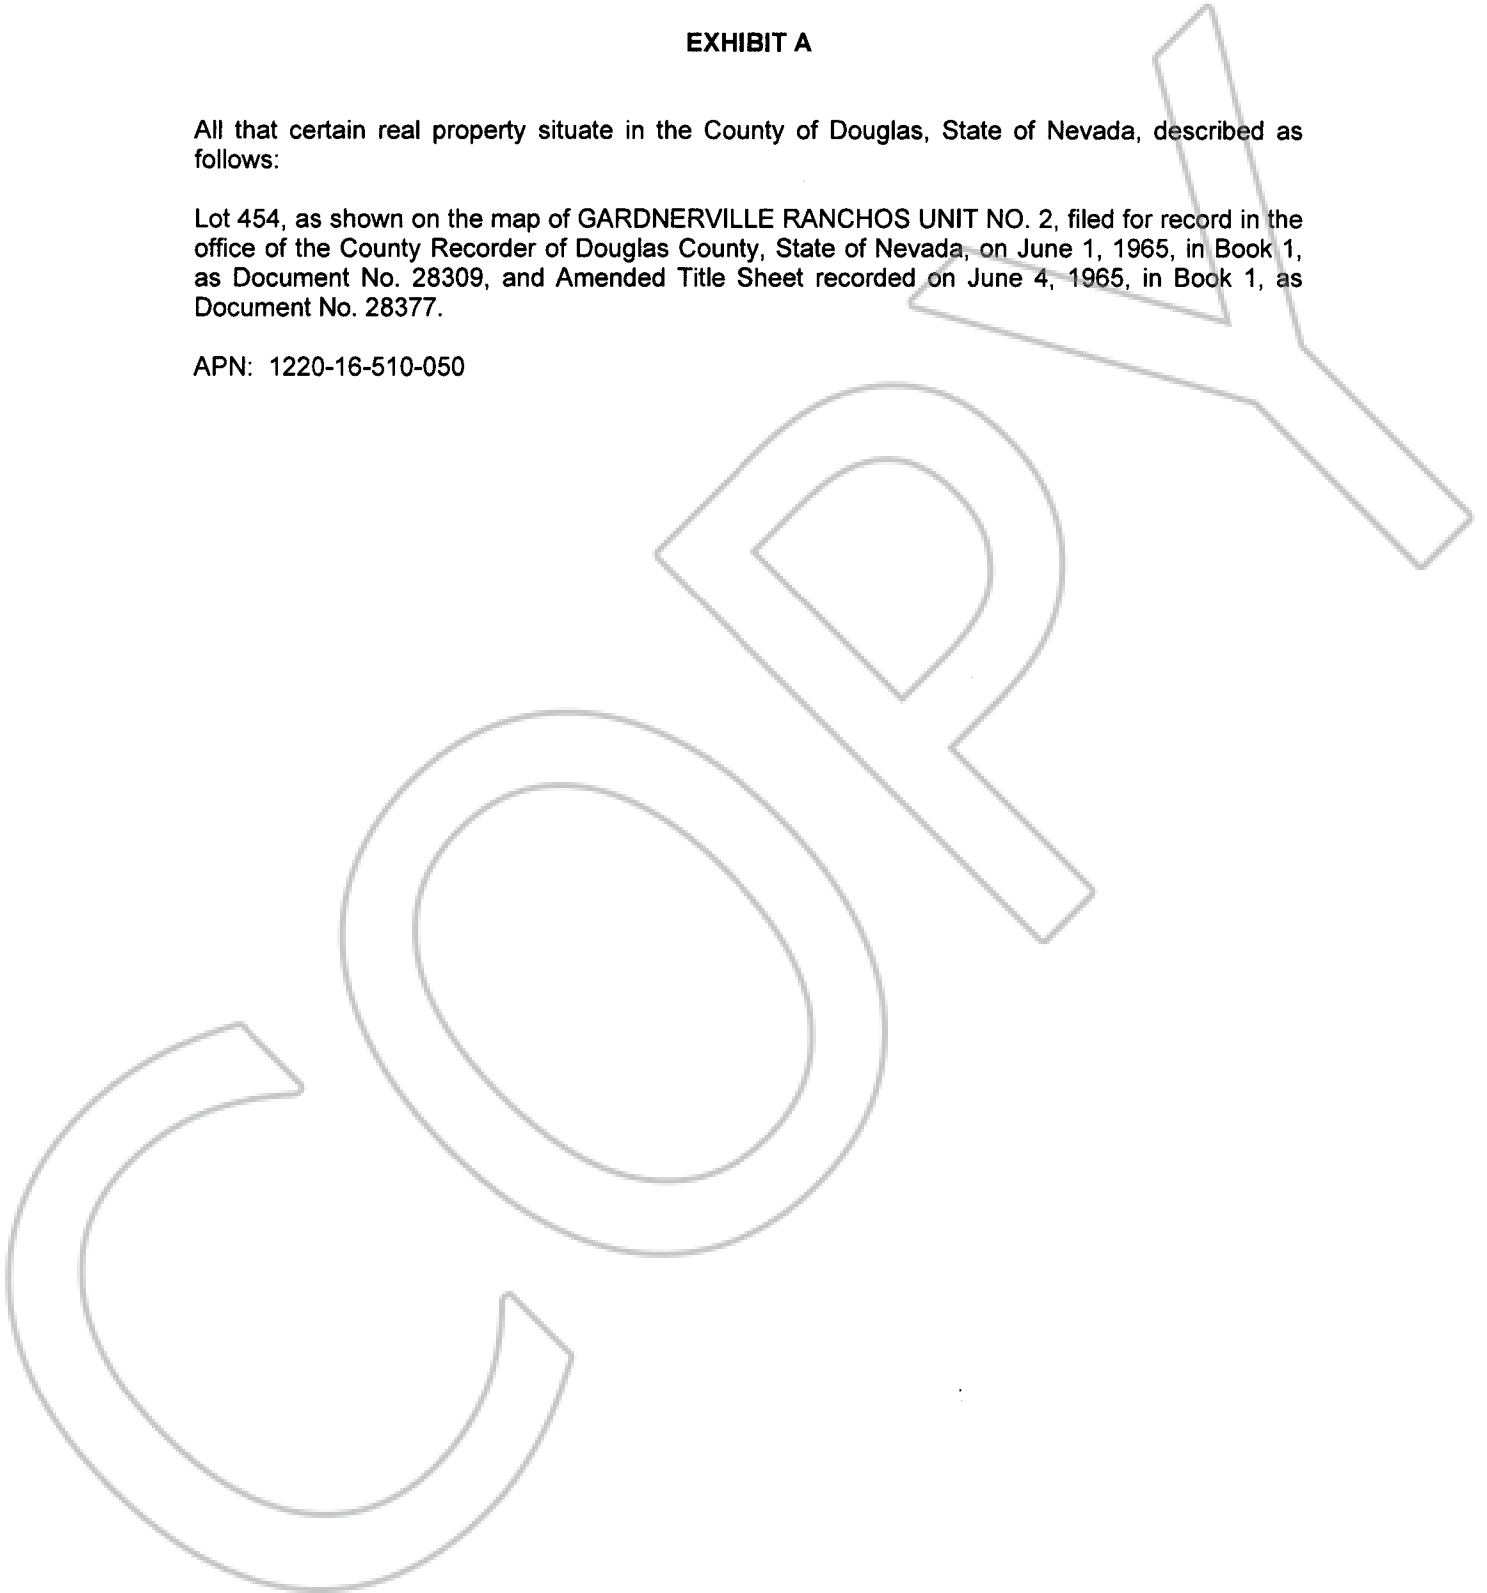 EXHIBIT A
All that certain real property situate in the County of Douglas, State of Nevada, described as
follows:
Lot 454, as shown on the map of GARDNERVILLE RANCHOS UNIT NO. 2, filed for record in the
office of the County Recorder of Douglas County, State of Nevada, on June 1, 1965, in Book 1,
as Document No. 28309, and Amended Title Sheet recorded on June 4, 1965, in Book 1, as
Document No. 28377.
APN: 1220-16-510-050
COPY